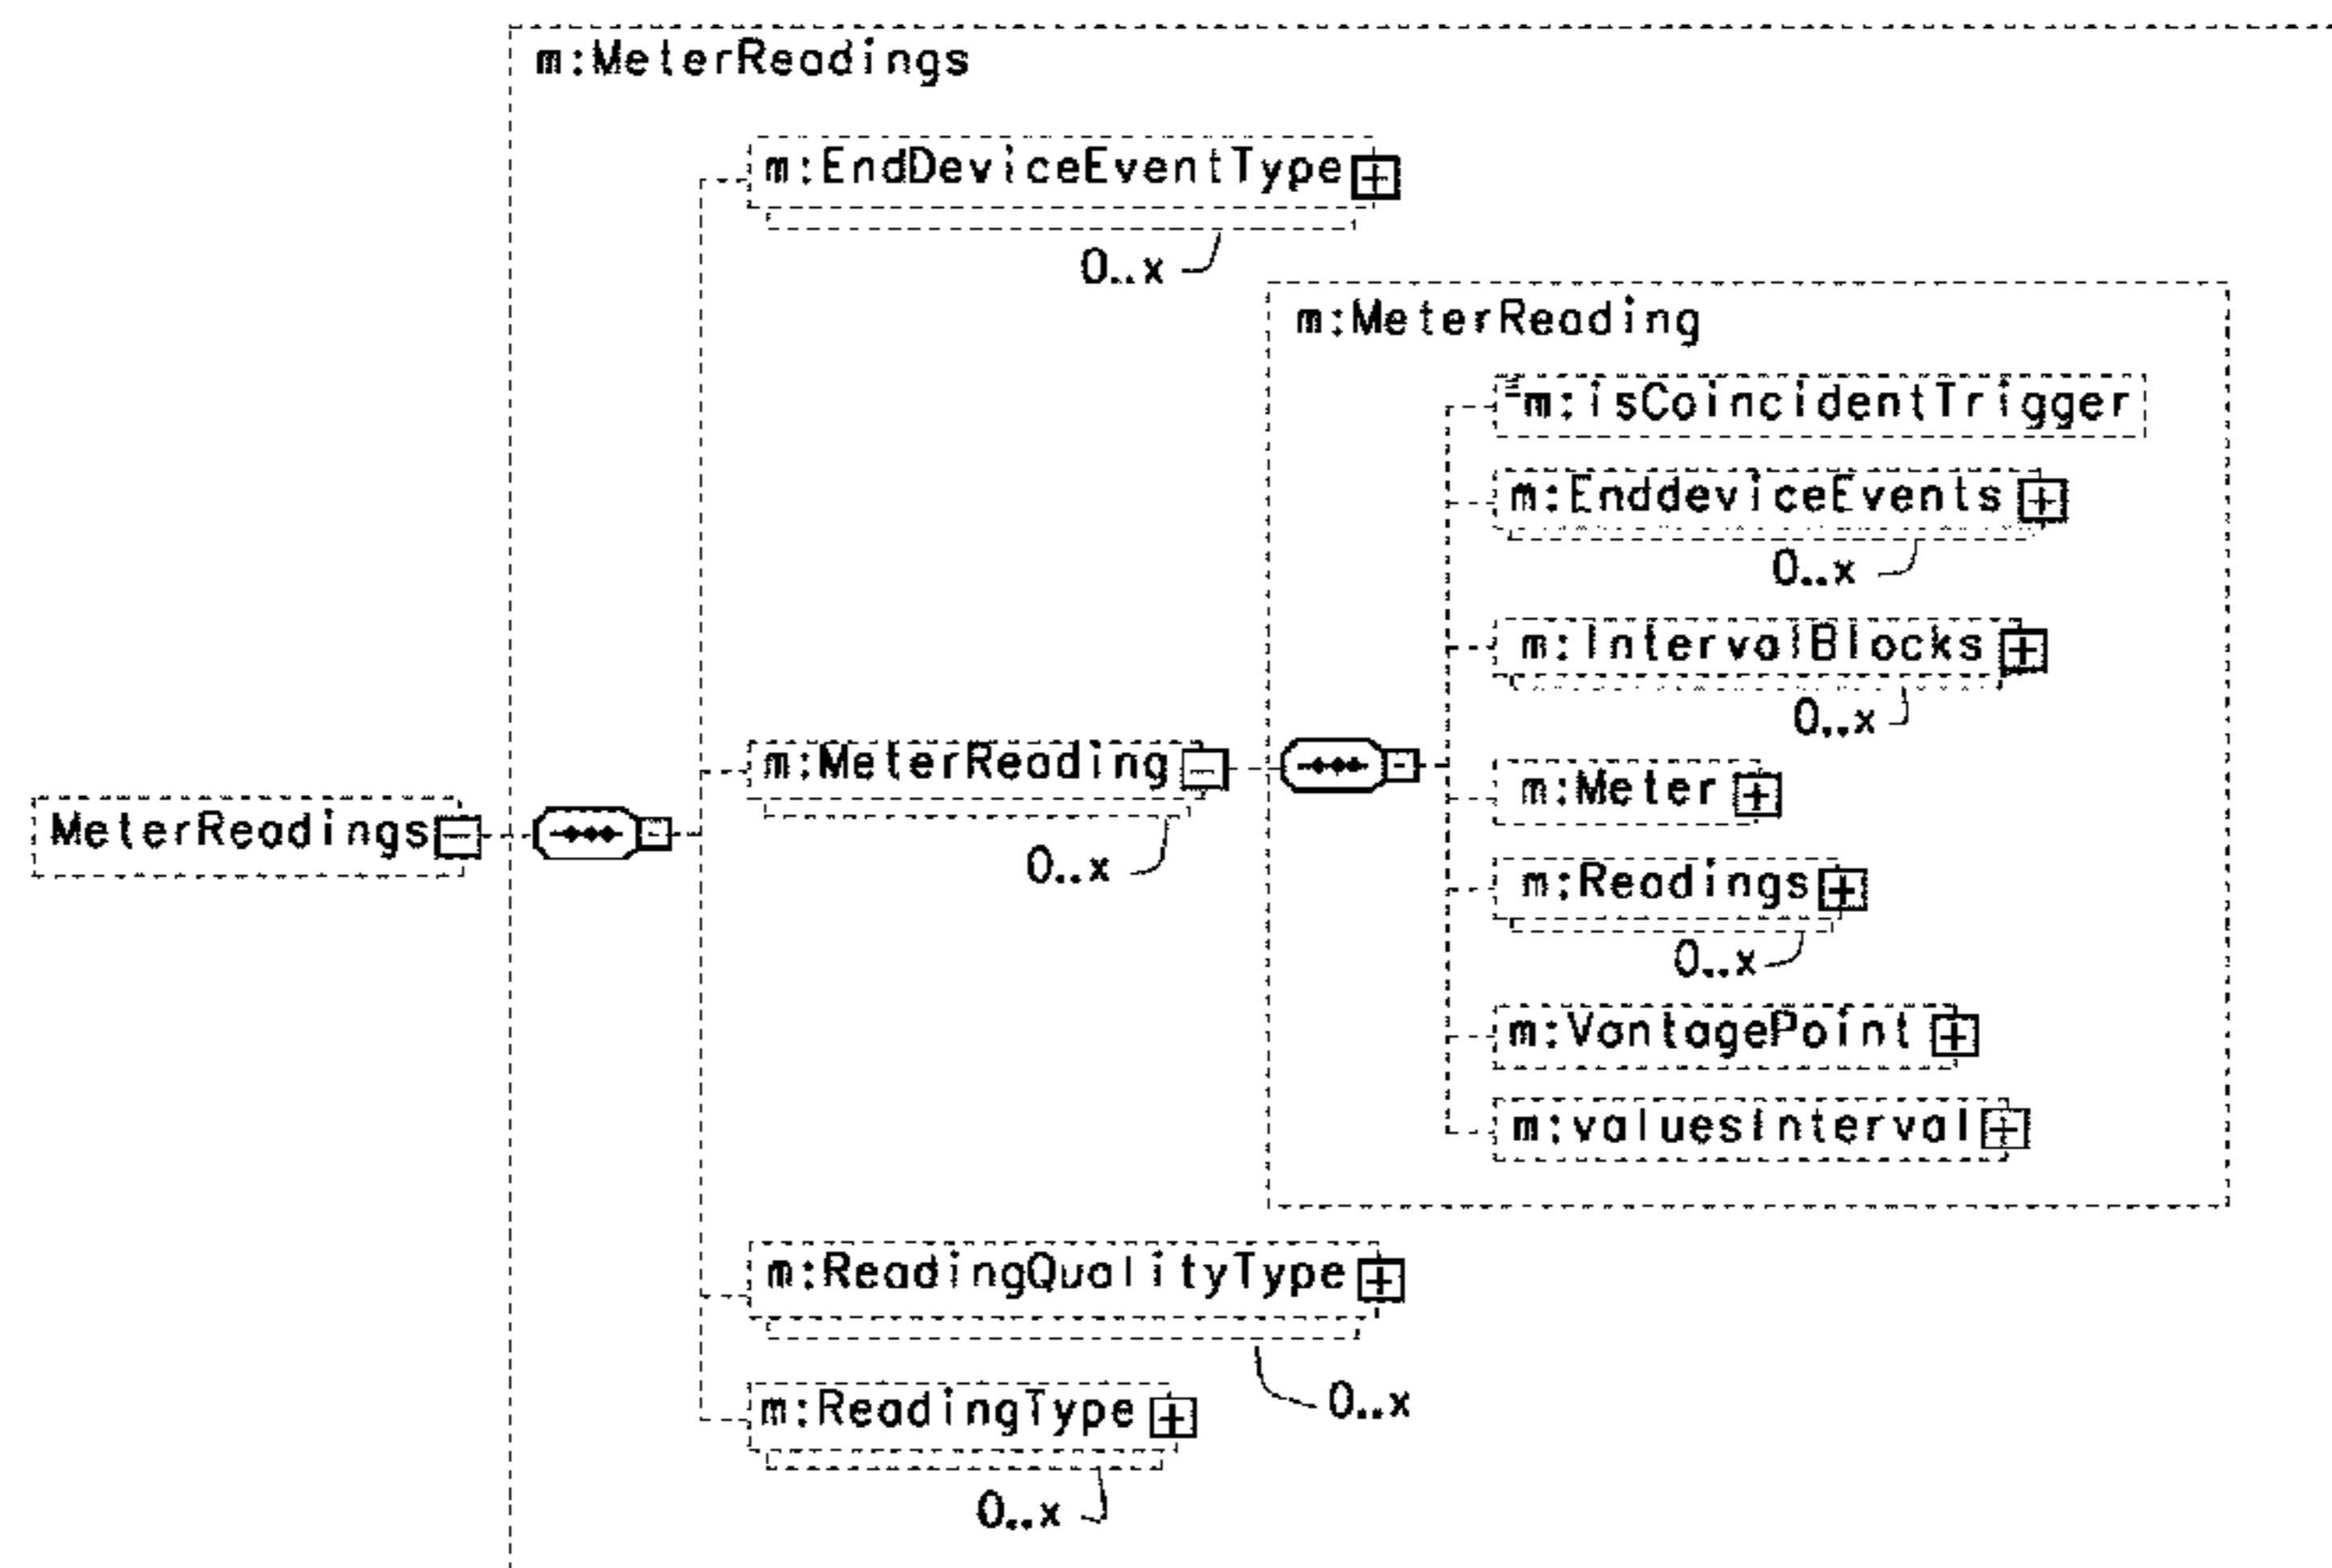 m:MeterReadings
m:EndDeviceEventType
0..x
m:MeterReading
m:isCoincidentTrigger
m:EnddeviceEvents
0..x
m:IntervalBlocks
0..x
m:MeterReading
0..x
m:Meter
MeterReadings
m:Readings
0..x
m:VantagePoint
m:valuesInterval
m:ReadingQualityType
0..x
m:ReadingType
0..x